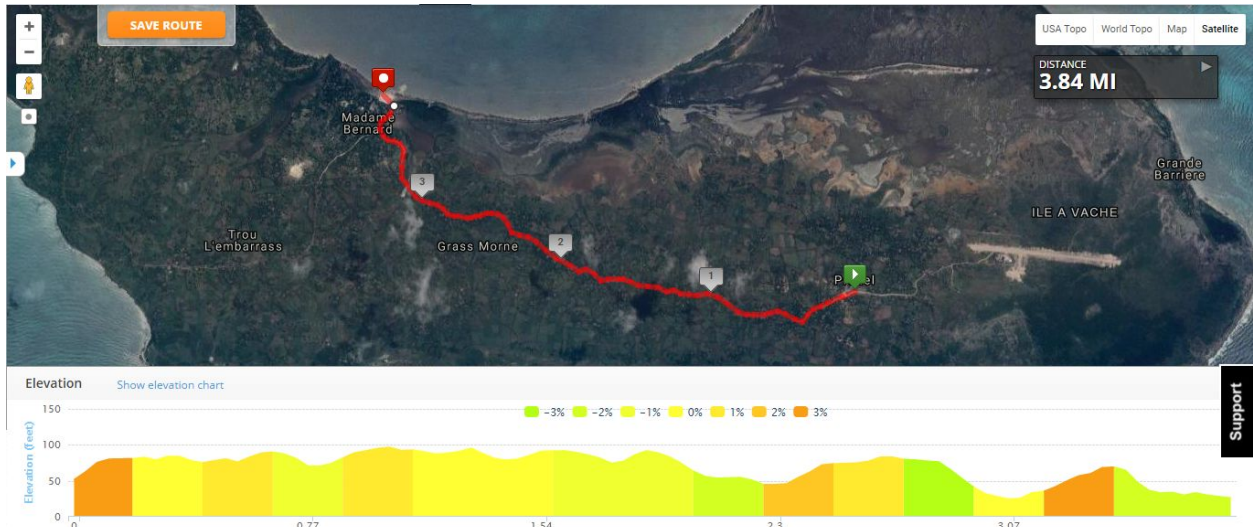 +
SAVE ROUTE
USA Topo World Topo Map Satellite
−
DISTANCE
3.84 MI
Madame
Bernard
3
Grande
Barriere
ILE A VACHE
Trou
L'embarrass
Grass Morne
2
1
Elevation Show elevation chart
Support
150
−3% −2% −1% 0% 1% 2% 3%
100
Elevation (feet)
50
0
0 0.77 1.54 2.3 3.07